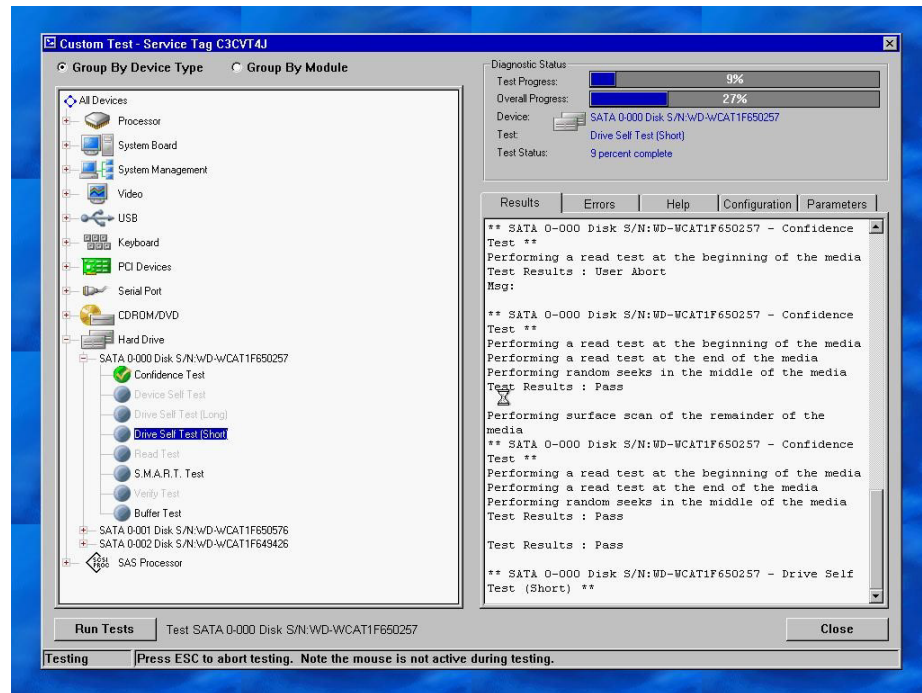 Custom Test - Service Tag C3CVT4J
Group By Device Type
Group By Module
All Devices
Processor
System Board
System Management
Video
USB
Keyboard
PCI Devices
Serial Port
CDROM/DVD
Hard Drive
SATA 0-000 Disk S/N:WD-WCAT1F650257
Confidence Test
Device Self Test
Drive Self Test (Long)
Drive Self Test (Short)
Read Test
S.M.A.R.T. Test
Verify Test
Buffer Test
SATA 0-001 Disk S/N:WD-WCAT1F650576
SATA 0-002 Disk S/N:WD-WCAT1F649426
SCSI PROC
SAS Processor
Diagnostic Status
Test Progress: 9%
Overall Progress: 27%
Device: SATA 0-000 Disk S/N:WD-WCAT1F650257
Test: Drive Self Test (Short)
Test Status: 9 percent complete
Results Errors Help Configuration Parameters
** SATA 0-000 Disk S/N:WD-WCAT1F650257 - Confidence
Test **
Performing a read test at the beginning of the media
Test Results : User Abort
Msg:
** SATA 0-000 Disk S/N:WD-WCAT1F650257 - Confidence
Test **
Performing a read test at the beginning of the media
Performing a read test at the end of the media
Performing random seeks in the middle of the media
Test Results : Pass
Performing surface scan of the remainder of the
media
** SATA 0-000 Disk S/N:WD-WCAT1F650257 - Confidence
Test **
Performing a read test at the beginning of the media
Performing a read test at the end of the media
Performing random seeks in the middle of the media
Test Results : Pass
Test Results : Pass
** SATA 0-000 Disk S/N:WD-WCAT1F650257 - Drive Self
Test (Short) **
Run Tests
Test SATA 0-000 Disk S/N:WD-WCAT1F650257
Close
Testing
Press ESC to abort testing. Note the mouse is not active during testing.